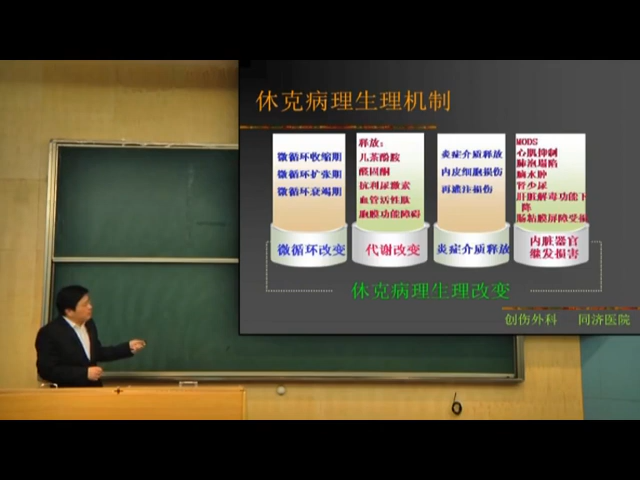 休克病理生理机制
微循环收缩期
微循环扩张期
微循环衰竭期
微循环改变
释放：
儿茶酚胺
醛固酮
抗利尿激素
血管活性肽
胞膜功能障碍
代谢改变
炎症介质释放
内皮细胞损伤
再灌注损伤
炎症介质释放
MODS
心肌抑制
肺泡塌陷
脑水肿
肾少尿
肝脏解毒功能下
降
肠粘膜屏障受损
内脏器官
继发损害
休克病理生理改变
创伤外科 同济医院